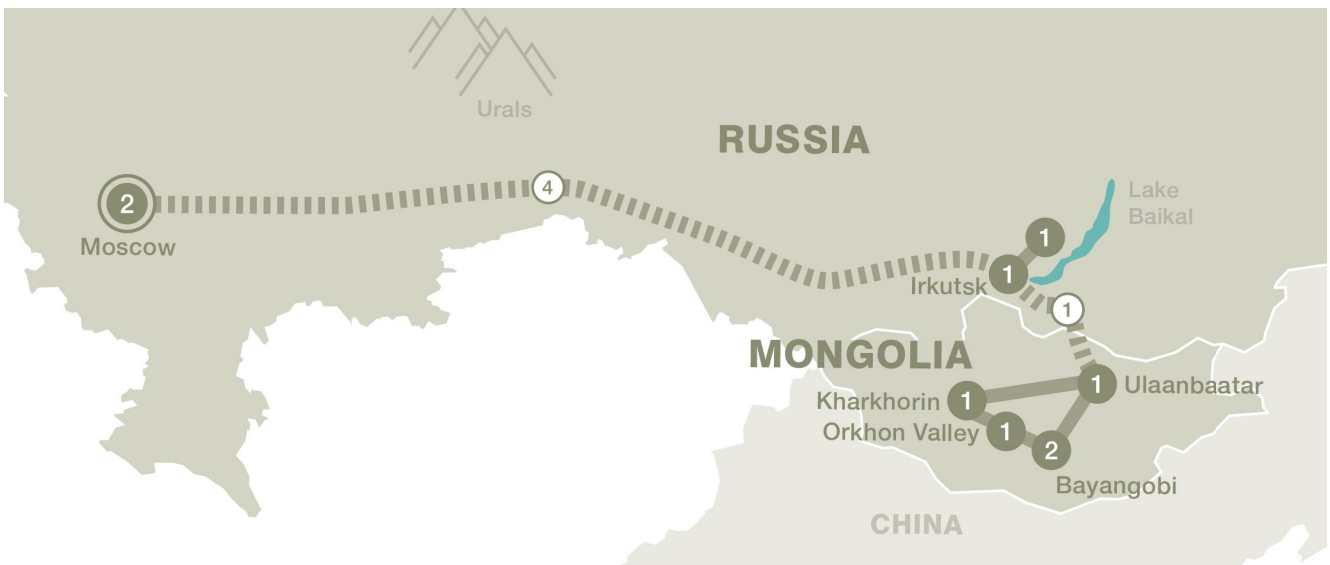 Urals
RUSSIA
4
2
Moscow
Lake
Baikal
1
1
Irkutsk
1
MONGOLIA
1
Ulaanbaatar
Kharkhorin
1
Orkhon Valley
1
2
Bayangobi
CHINA